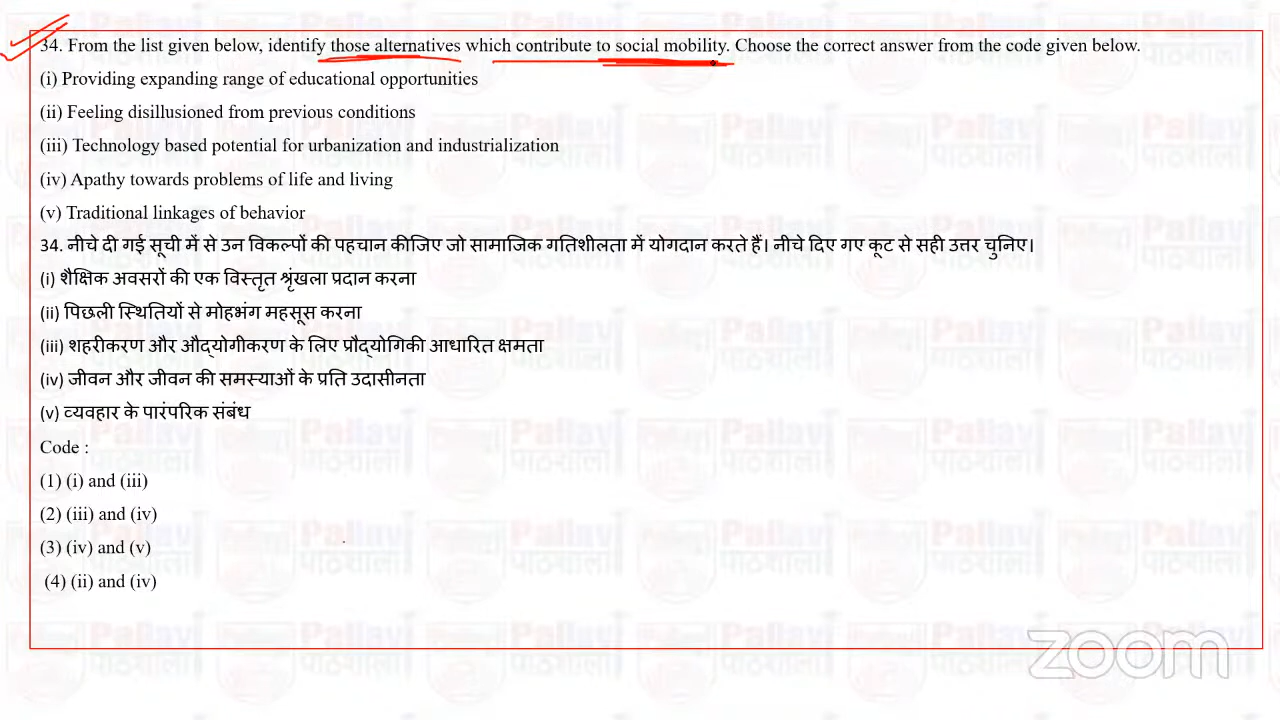 34. From the list given below, identify those alternatives which contribute to social mobility. Choose the correct answer from the code given below.
(i) Providing expanding range of educational opportunities
(ii) Feeling disillusioned from previous conditions
(iii) Technology based potential for urbanization and industrialization
(iv) Apathy towards problems of life and living
(v) Traditional linkages of behavior
34. नीचे दी गई सूची में से उन विकल्पों की पहचान कीजिए जो सामाजिक गतिशीलता में योगदान करते हैं। नीचे दिए गए कूट से सही उत्तर चुनिए।
(i) शैक्षिक अवसरों की एक विस्तृत श्रृंखला प्रदान करना
(ii) पिछली स्थितियों से मोहभंग महसूस करना
(iii) शहरीकरण और औद्योगीकरण के लिए प्रौद्योगिकी आधारित क्षमता
(iv) जीवन और जीवन की समस्याओं के प्रति उदासीनता
(v) व्यवहार के पारंपरिक संबंध
Code :
(1) (i) and (iii)
(2) (iii) and (iv)
(3) (iv) and (v)
(4) (ii) and (iv)
zoom